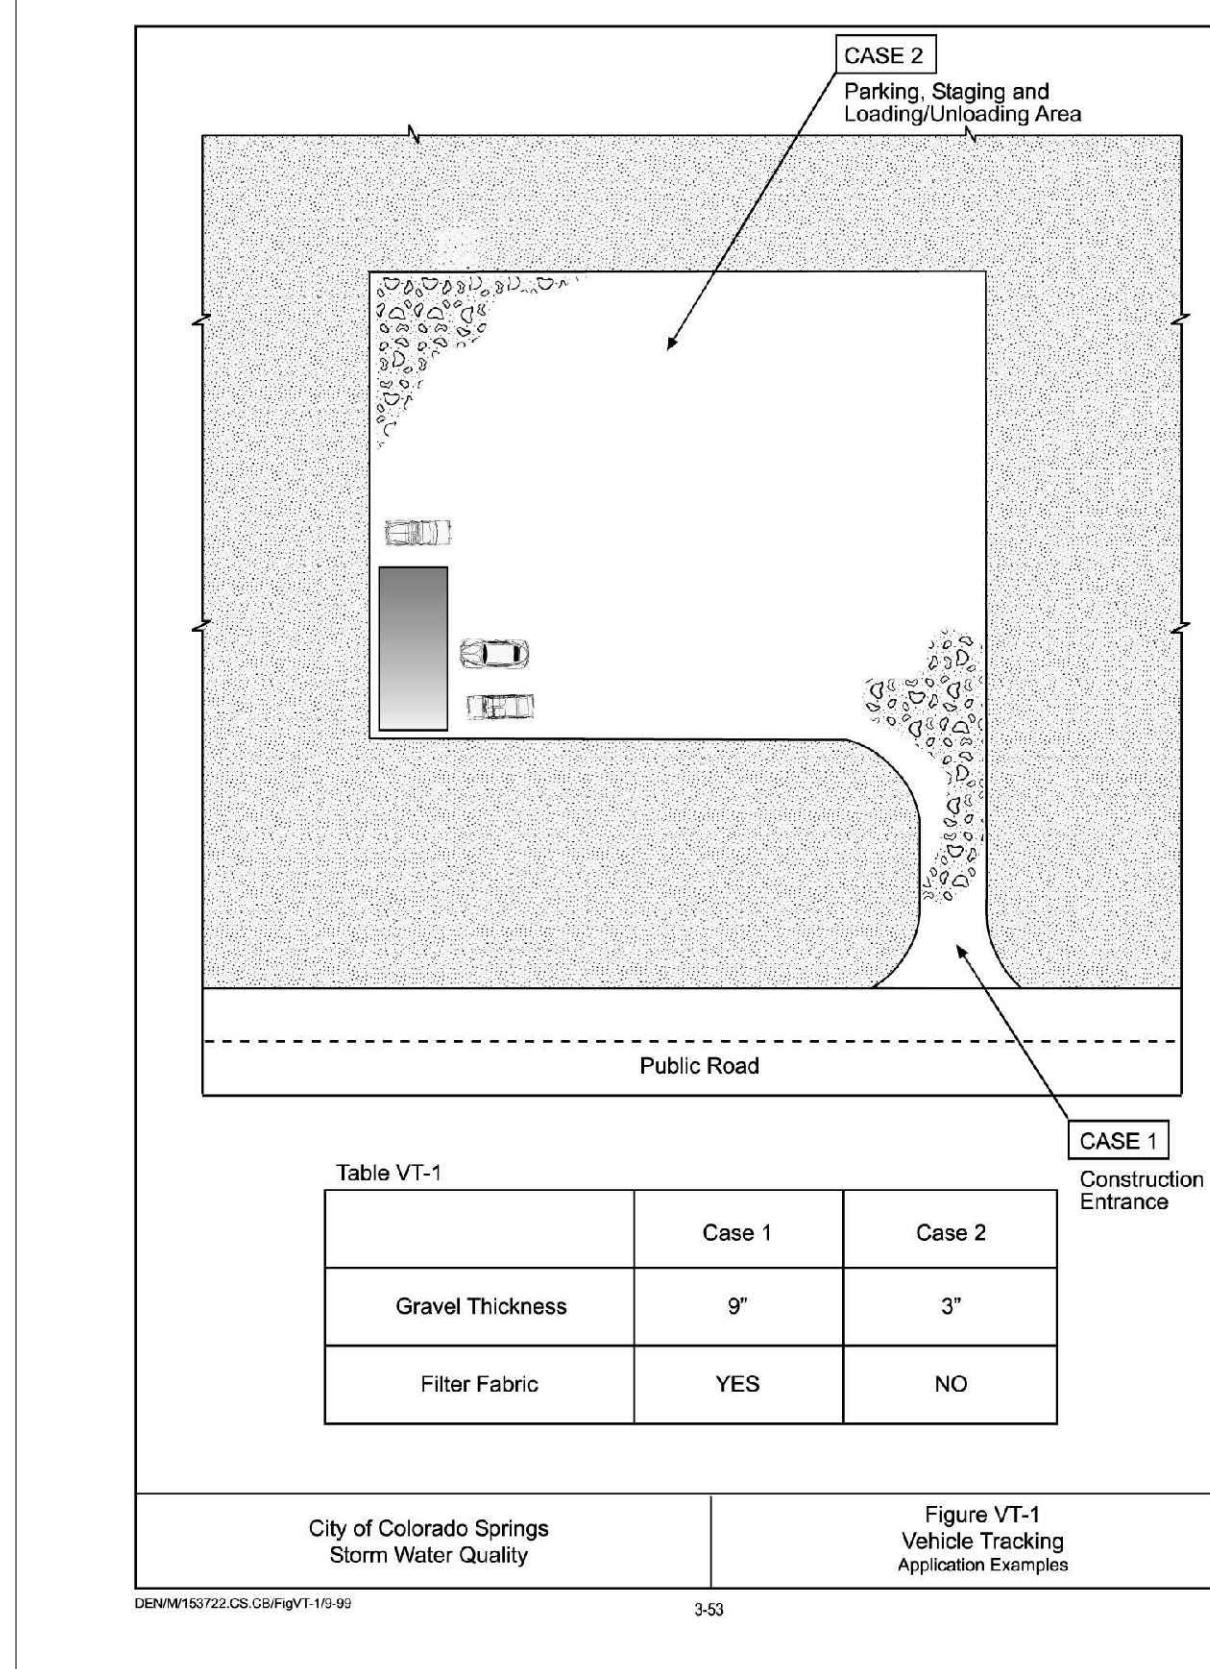 CASE 2
Parking, Staging and
Loading/Unloading Area
Public Road
CASE 1
Construction
Entrance
Table VT-1
Case 1 Case 2
Gravel Thickness 9” 3”
Filter Fabric YES NO
City of Colorado Springs
Storm Water Quality
Figure VT-1
Vehicle Tracking
Application Examples
DEN/M/153722.CS.CB/FigVT-1/9-99
3-53